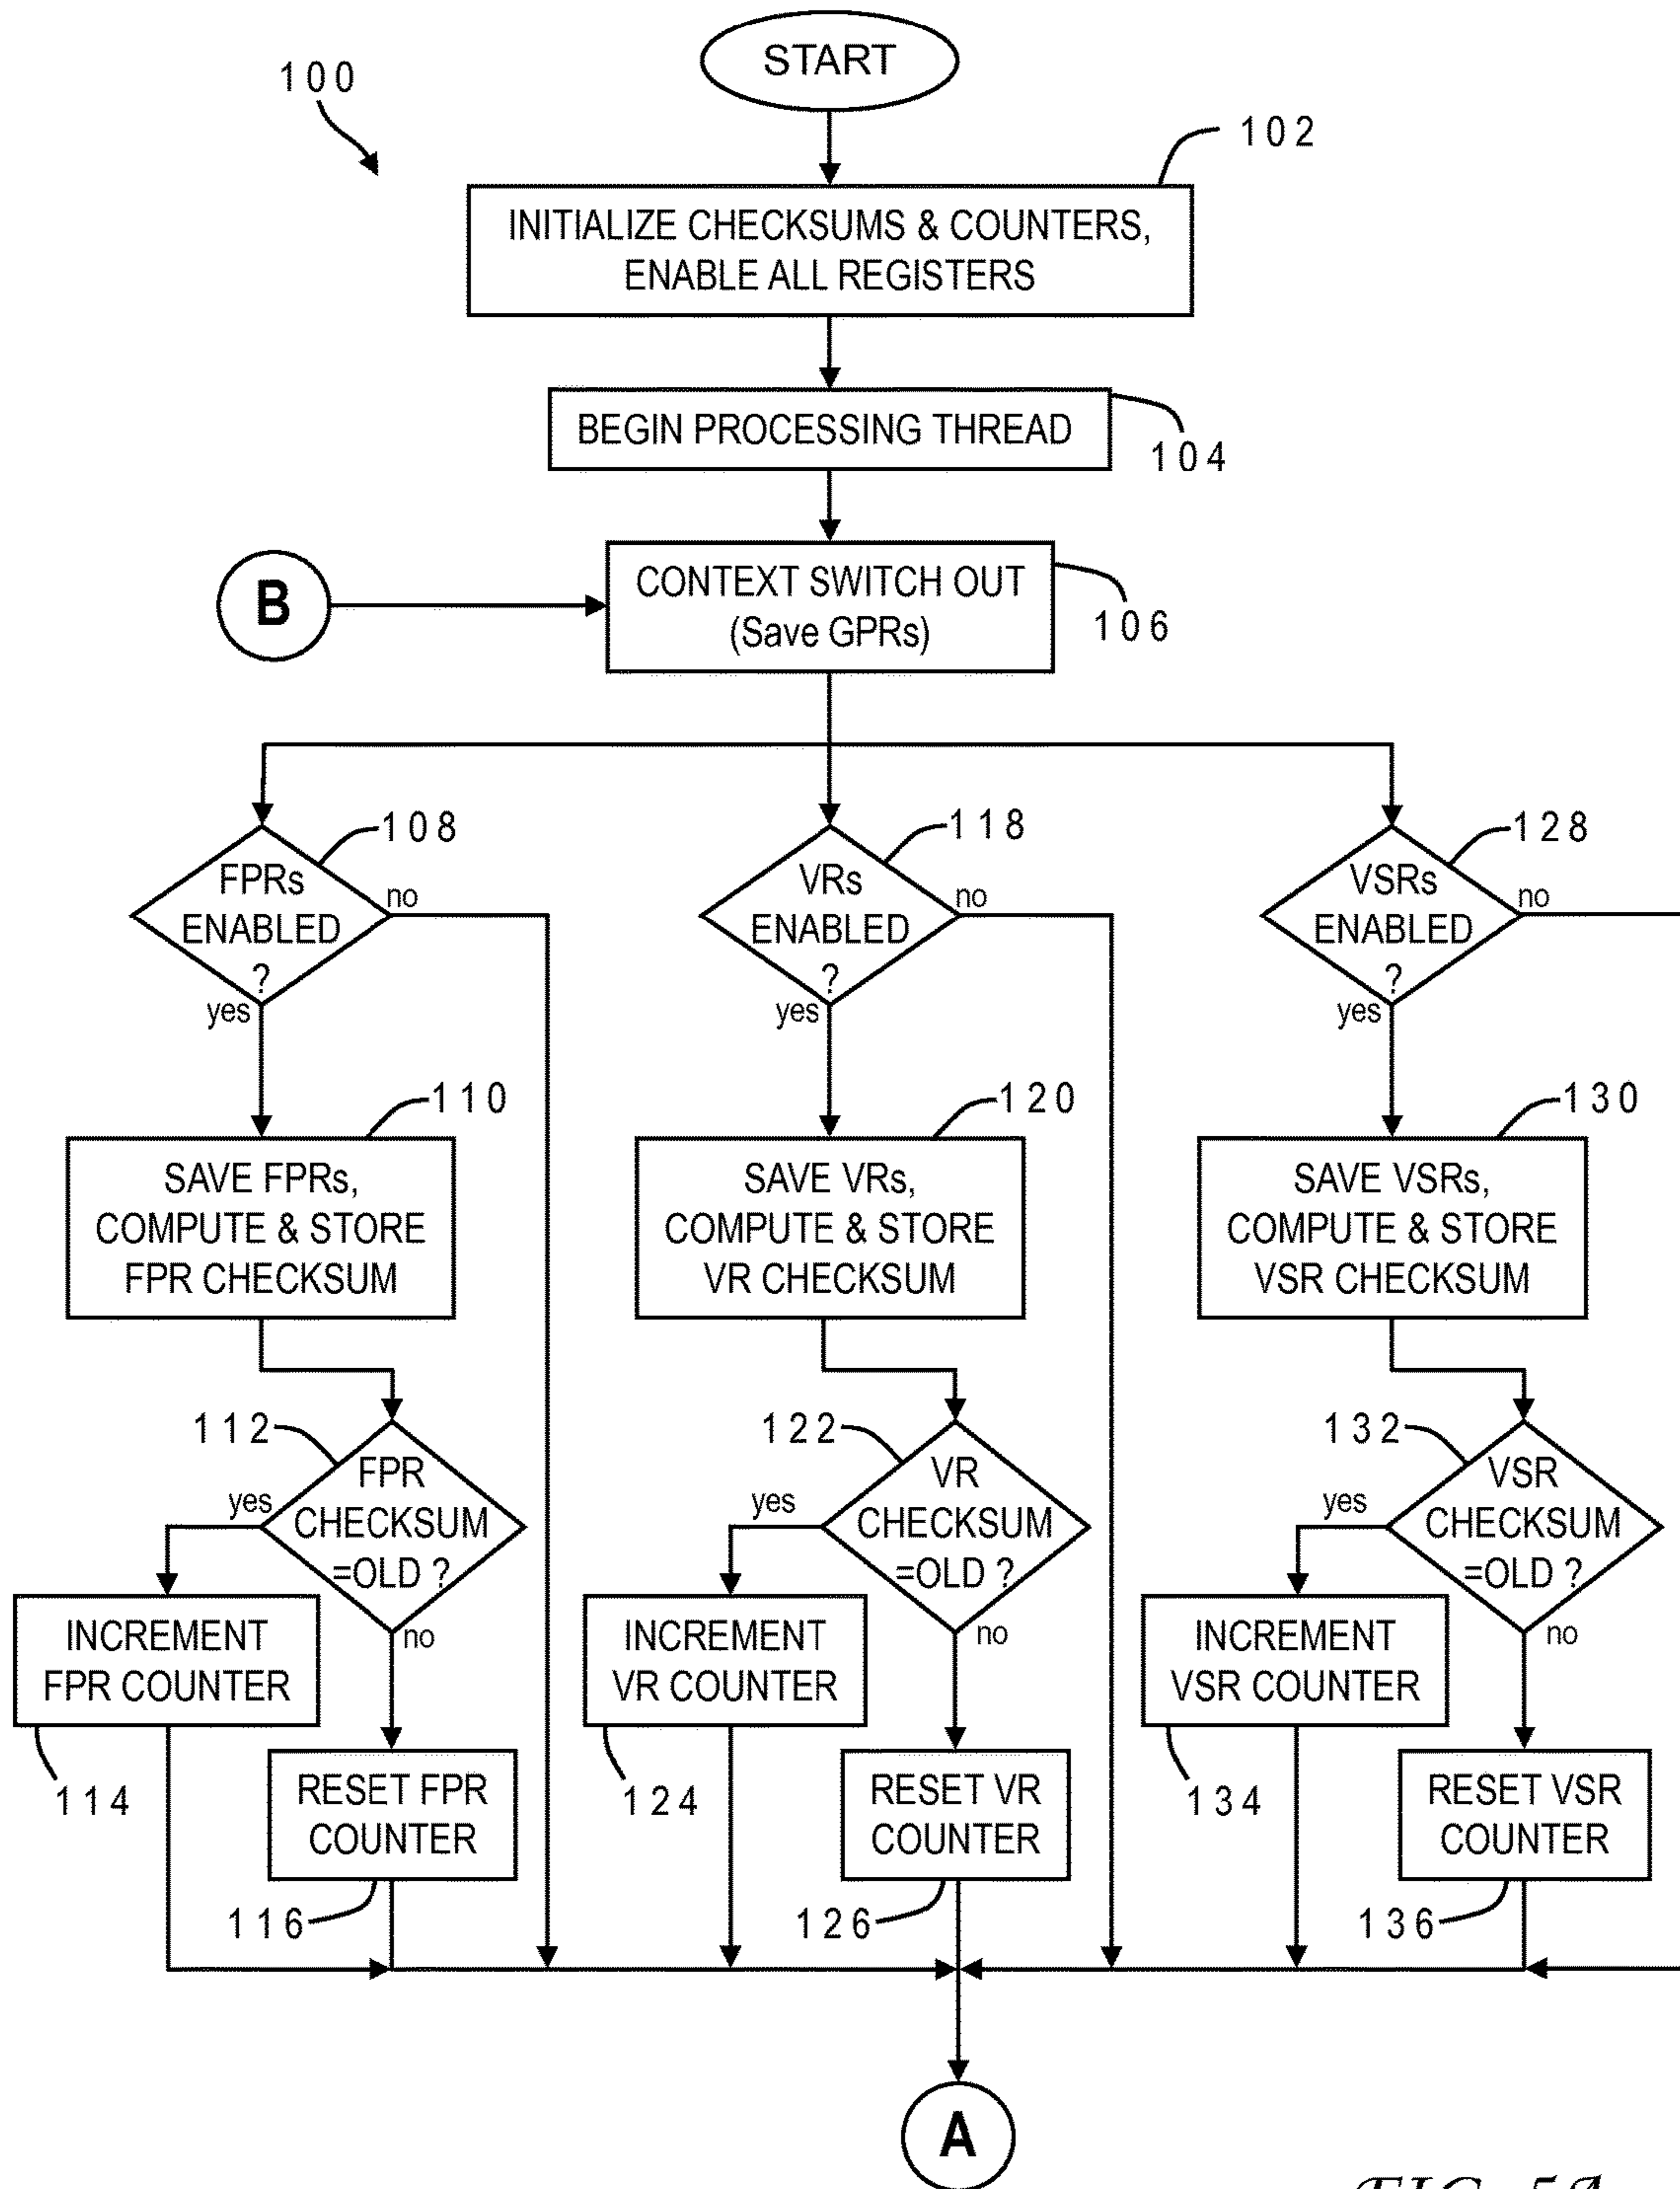 START
100
102
INITIALIZE CHECKSUMS & COUNTERS,
ENABLE ALL REGISTERS
BEGIN PROCESSING THREAD
104
B
CONTEXT SWITCH OUT
(Save GPRs)
106
108
FPRs
ENABLED
?
no
yes
118
VRs
ENABLED
?
no
yes
128
VSRs
ENABLED
?
no
yes
110
SAVE FPRs,
COMPUTE & STORE
FPR CHECKSUM
120
SAVE VRs,
COMPUTE & STORE
VR CHECKSUM
130
SAVE VSRs,
COMPUTE & STORE
VSR CHECKSUM
112
FPR
CHECKSUM
=OLD ?
yes
no
122
VR
CHECKSUM
=OLD ?
yes
no
132
VSR
CHECKSUM
=OLD ?
yes
no
INCREMENT
FPR COUNTER
114
RESET FPR
COUNTER
116
INCREMENT
VR COUNTER
124
RESET VR
COUNTER
126
INCREMENT
VSR COUNTER
134
RESET VSR
COUNTER
136
A